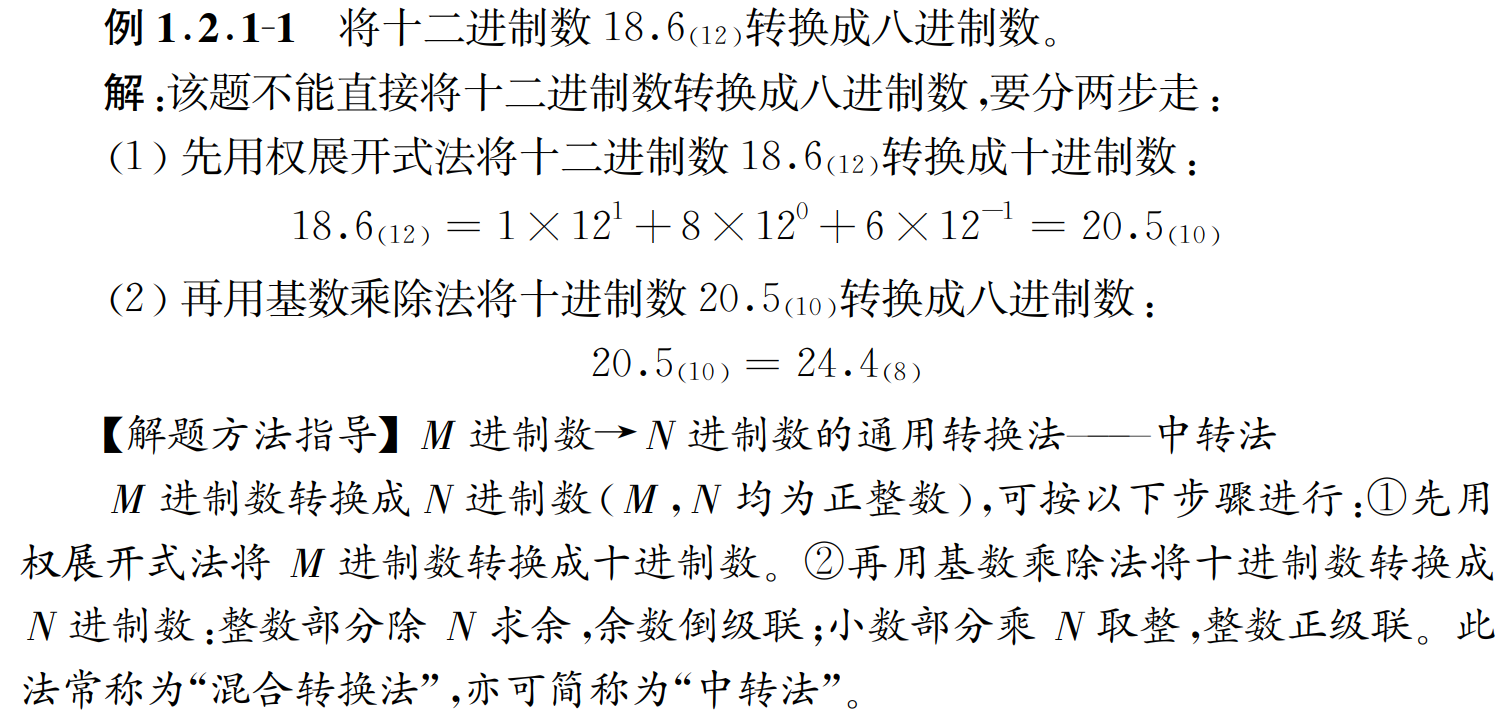 例 1.2.1-1 将十二进制数 18.6₍₁₂₎转换成八进制数。
解:该题不能直接将十二进制数转换成八进制数,要分两步走:
(1) 先用权展开式法将十二进制数 18.6₍₁₂₎转换成十进制数:
18.6₍₁₂₎ = 1×12¹+8×12⁰+6×12⁻¹ = 20.5₍₁₀₎
(2) 再用基数乘除法将十进制数 20.5₍₁₀₎转换成八进制数:
20.5₍₁₀₎ = 24.4₍₈₎
【解题方法指导】M 进制数→N 进制数的通用转换法——中转法
M 进制数转换成 N 进制数(M,N 均为正整数),可按以下步骤进行:①先用
权展开式法将 M 进制数转换成十进制数。②再用基数乘除法将十进制数转换成
N 进制数:整数部分除 N 求余,余数倒级联;小数部分乘 N 取整,整数正级联。此
法常称为“混合转换法”,亦可简称为“中转法”。